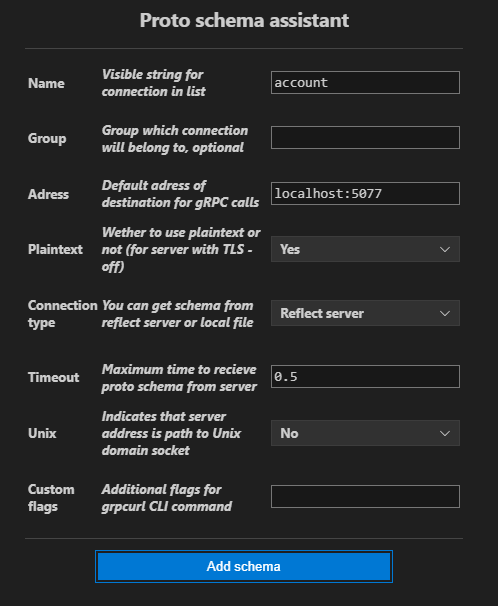 Proto schema assistant
Name
Visible string for
connection in list
account
Group
Group which connection
will belong to, optional
Adress
Default adress of
destination for gRPC calls
localhost:5077
Plaintext
Wether to use plaintext or
not (for server with TLS -
off)
Yes
Connection
type
You can get schema from
reflect server or local file
Reflect server
Timeout
Maximum time to recieve
proto schema from server
0.5
Unix
Indicates that server
address is path to Unix
domain socket
No
Custom
flags
Additional flags for
grpcurl CLI command
Add schema